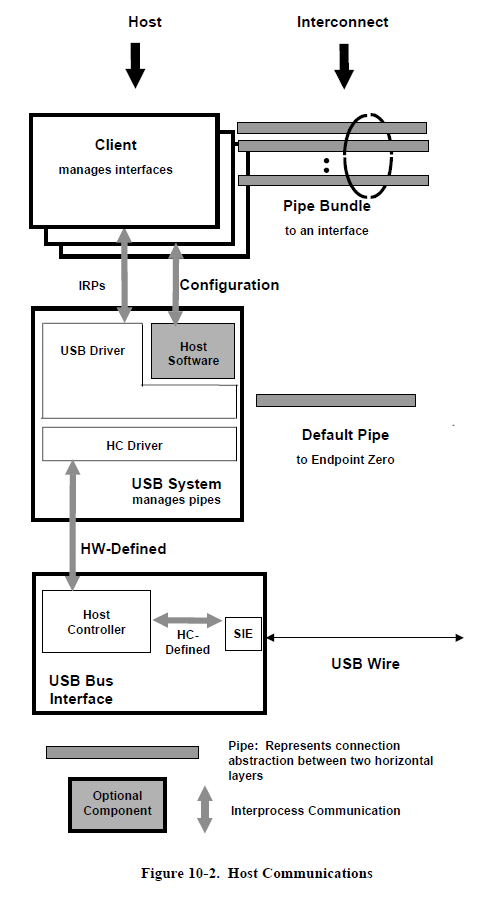 Host
Interconnect
Client
manages interfaces
Pipe Bundle
to an interface
IRPs
Configuration
USB Driver
Host
Software
HC Driver
Default Pipe
to Endpoint Zero
USB System
manages pipes
HW-Defined
Host
Controller
HC-
Defined
SIE
USB Wire
USB Bus
Interface
Pipe: Represents connection
abstraction between two horizontal
layers
Optional
Component
Interprocess Communication
Figure 10-2. Host Communications